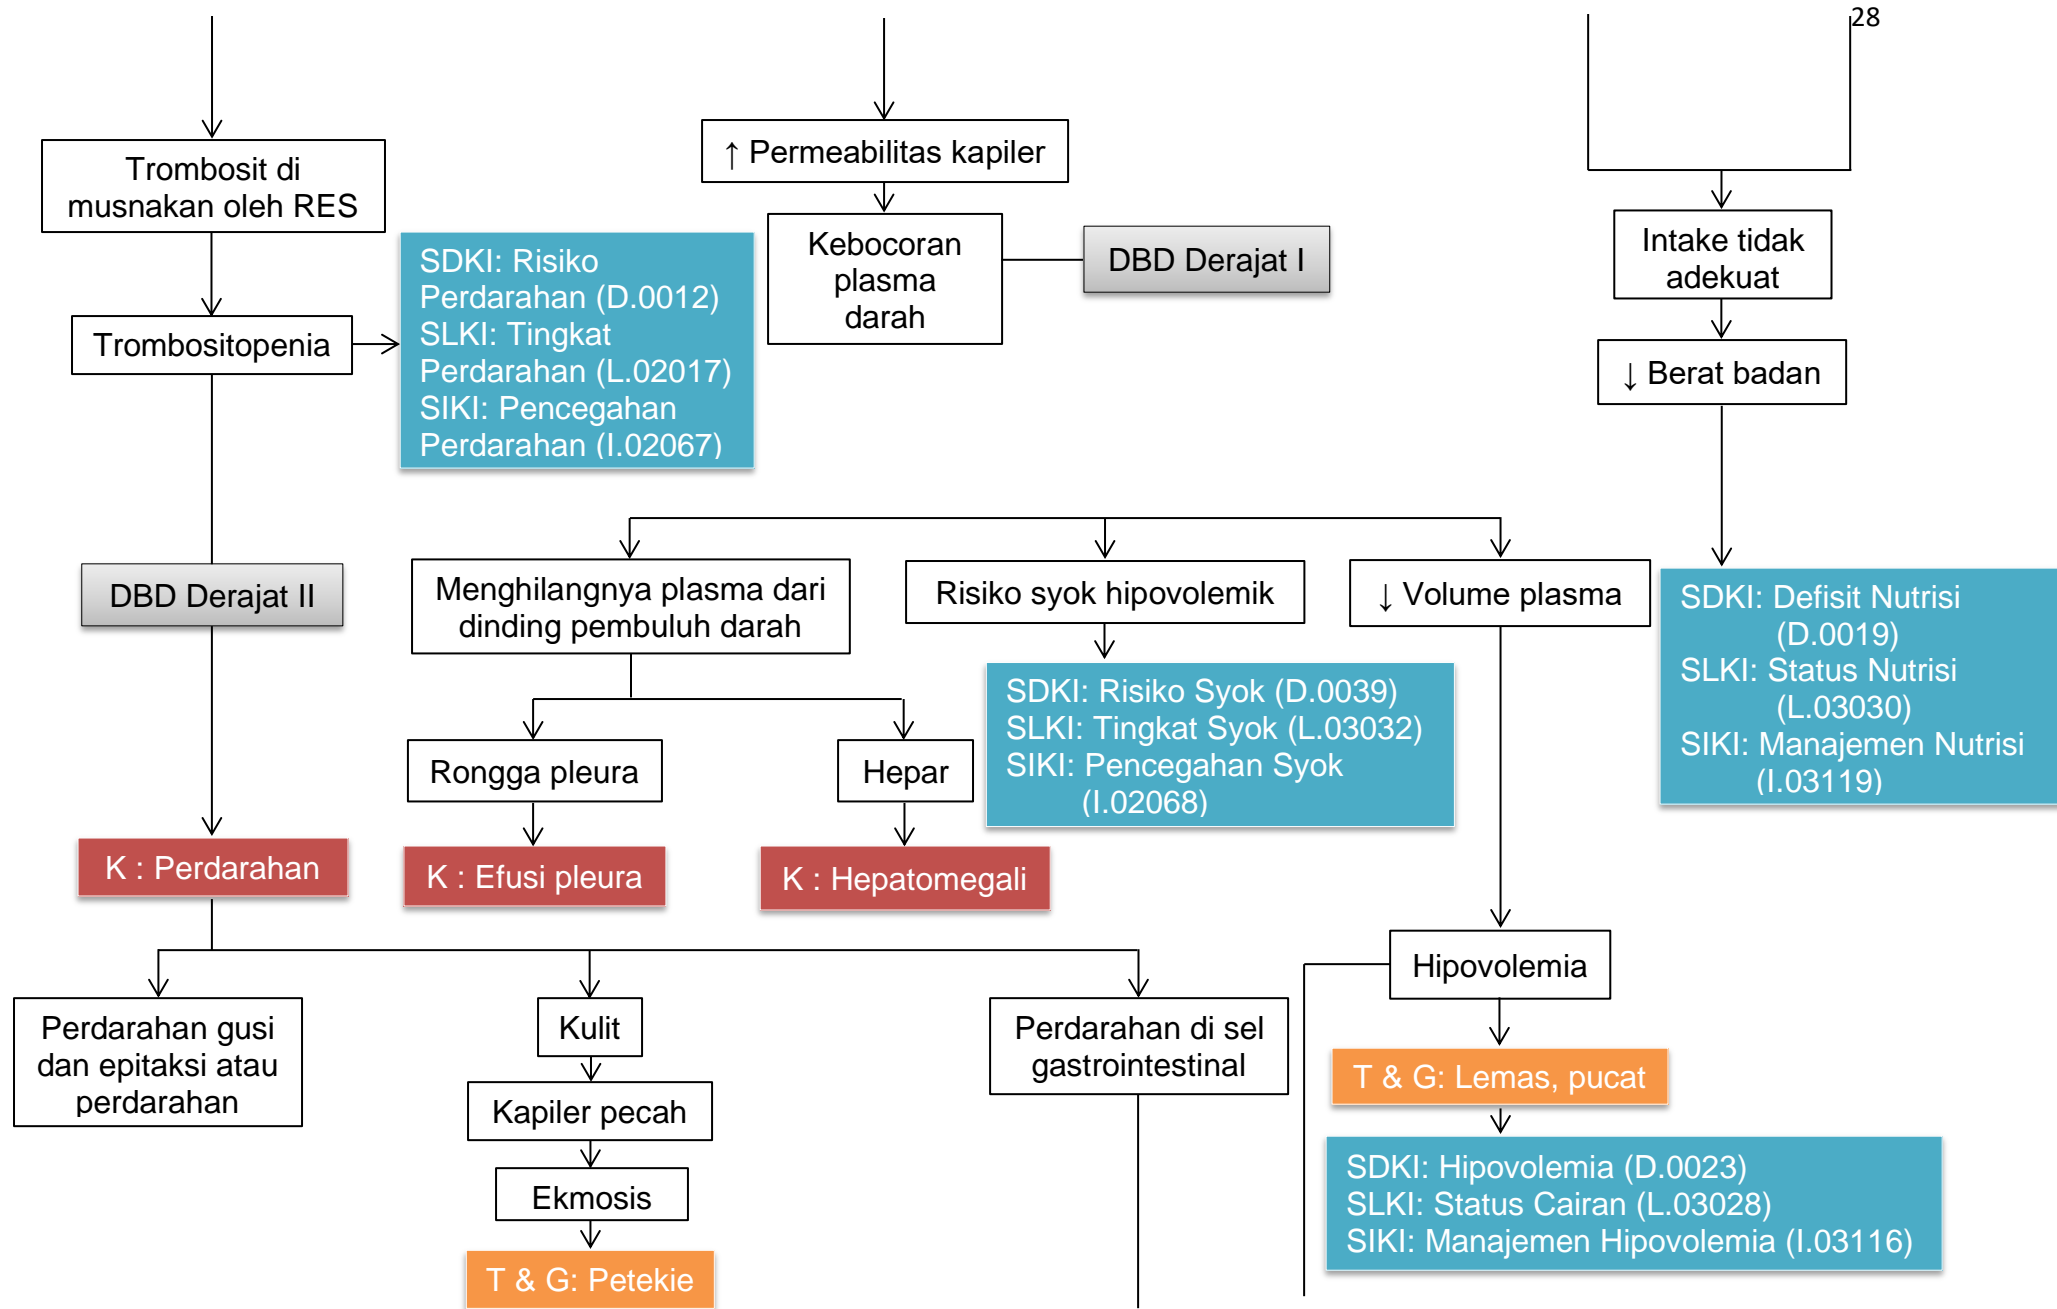 28
Trombosit di
musnakan oleh RES
↑ Permeabilitas kapiler
Kebocoran
plasma
darah
DBD Derajat I
Intake tidak
adekuat
Trombositopenia
SDKI: Risiko
Perdarahan (D.0012)
SLKI: Tingkat
Perdarahan (L.02017)
SIKI: Pencegahan
Perdarahan (I.02067)
↓ Berat badan
DBD Derajat II
Menghilangnya plasma dari
dinding pembuluh darah
Risiko syok hipovolemik
↓ Volume plasma
SDKI: Defisit Nutrisi
(D.0019)
SLKI: Status Nutrisi
(L.03030)
SIKI: Manajemen Nutrisi
(I.03119)
SDKI: Risiko Syok (D.0039)
SLKI: Tingkat Syok (L.03032)
SIKI: Pencegahan Syok
(I.02068)
Rongga pleura
Hepar
K : Perdarahan
K : Efusi pleura
K : Hepatomegali
Hipovolemia
Perdarahan gusi
dan epitaksi atau
perdarahan
Kulit
Perdarahan di sel
gastrointestinal
T & G: Lemas, pucat
Kapiler pecah
Ekmosis
SDKI: Hipovolemia (D.0023)
SLKI: Status Cairan (L.03028)
SIKI: Manajemen Hipovolemia (I.03116)
T & G: Petekie